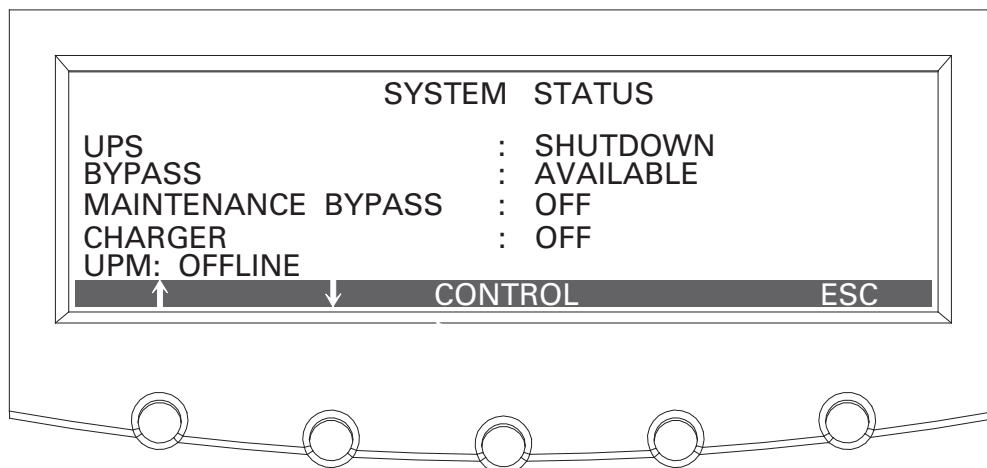 SYSTEM STATUS
UPS : SHUTDOWN
BYPASS : AVAILABLE
MAINTENANCE BYPASS : OFF
CHARGER : OFF
UPM: OFFLINE
↑ ↓ CONTROL ESC